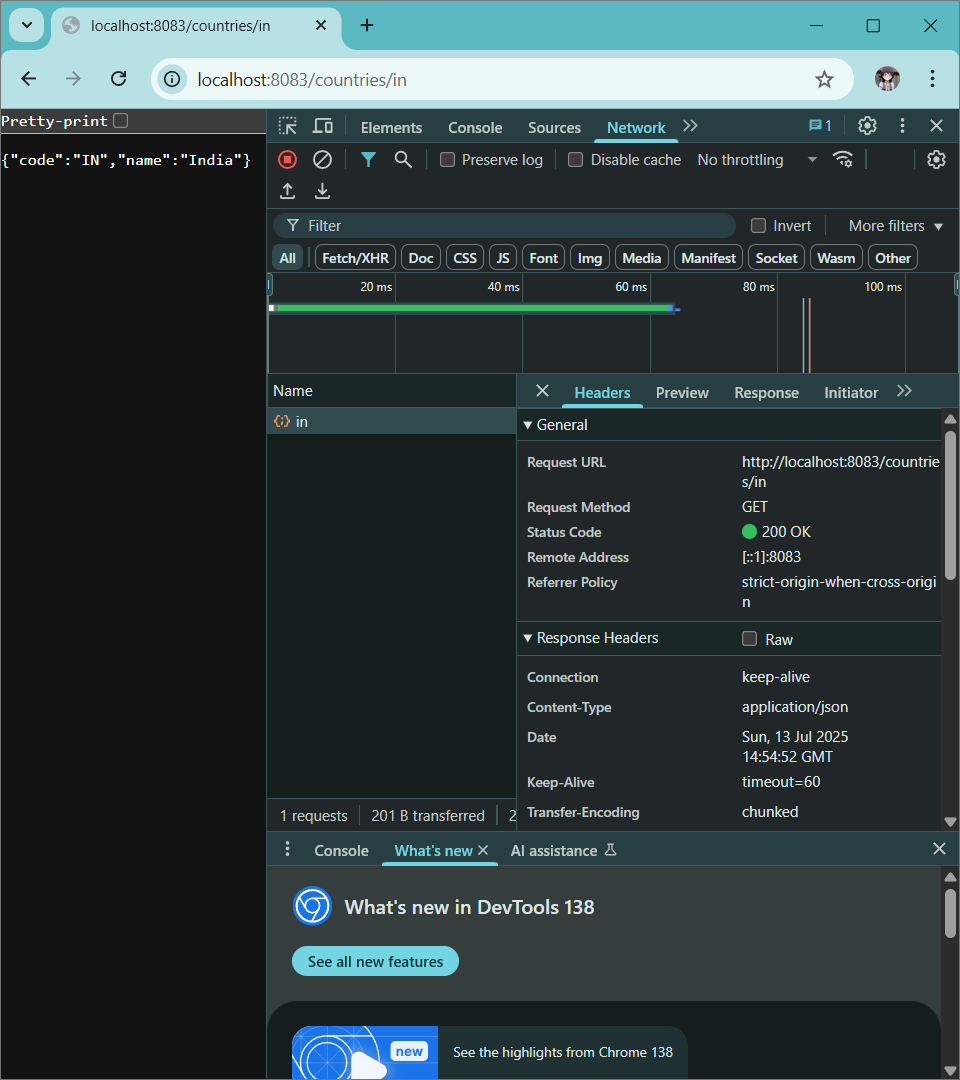 localhost:8083/countries/in
localhost:8083/countries/in
Pretty-print
{"code":"IN","name":"India"}
Elements Console Sources Network 1
Preserve log Disable cache No throttling
Filter Invert More filters
All Fetch/XHR Doc CSS JS Font Img Media Manifest Socket Wasm Other
20 ms 40 ms 60 ms 80 ms 100 ms
Name
in
Headers Preview Response Initiator
General
Request URL http://localhost:8083/countrie
s/in
Request Method GET
Status Code 200 OK
Remote Address [::1]:8083
Referrer Policy strict-origin-when-cross-origi
n
Response Headers Raw
Connection keep-alive
Content-Type application/json
Date Sun, 13 Jul 2025
14:54:52 GMT
Keep-Alive timeout=60
Transfer-Encoding chunked
1 requests 201 B transferred 2
Console What's new AI assistance
What's new in DevTools 138
See all new features
new See the highlights from Chrome 138